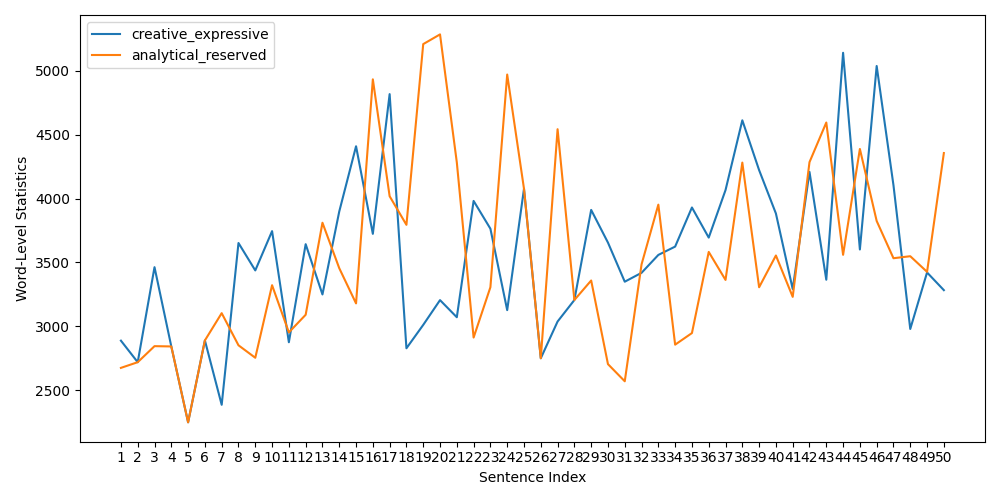 creative_expressive
analytical_reserved
5000
4500
4000
3500
3000
2500
Word-Level Statistics
1 2 3 4 5 6 7 8 9 10 11 12 13 14 15 16 17 18 19 20 21 22 23 24 25 26 27 28 29 30 31 32 33 34 35 36 37 38 39 40 41 42 43 44 45 46 47 48 49 50
Sentence Index